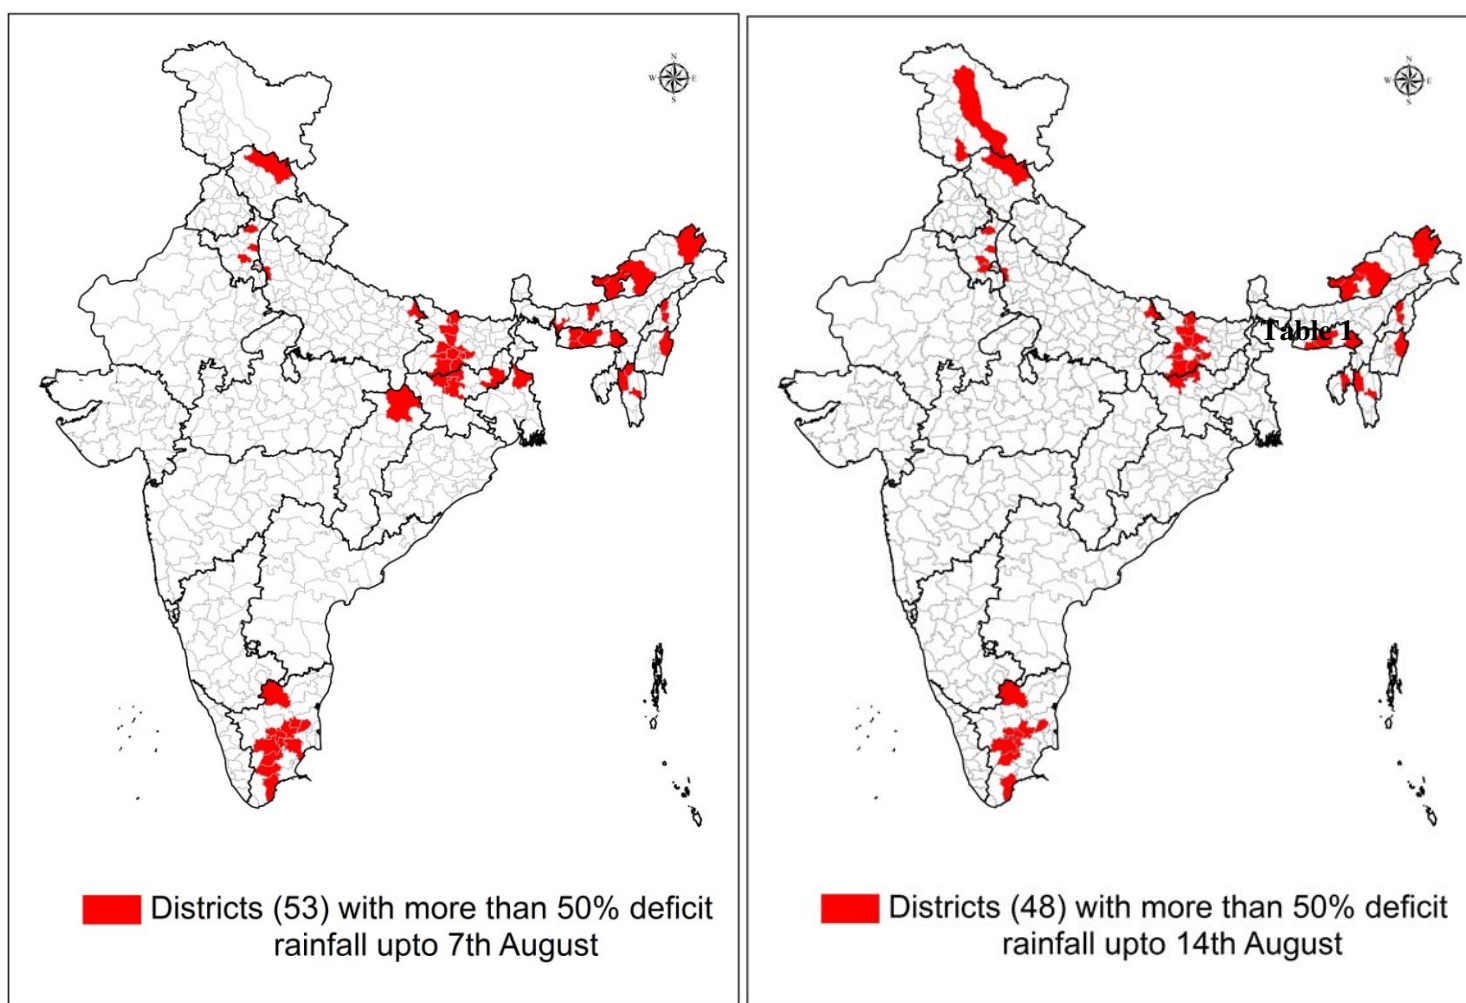 N
W E
S
Districts (53) with more than 50% deficit
rainfall upto 7th August
N
W E
S
Table 1.
Districts (48) with more than 50% deficit
rainfall upto 14th August